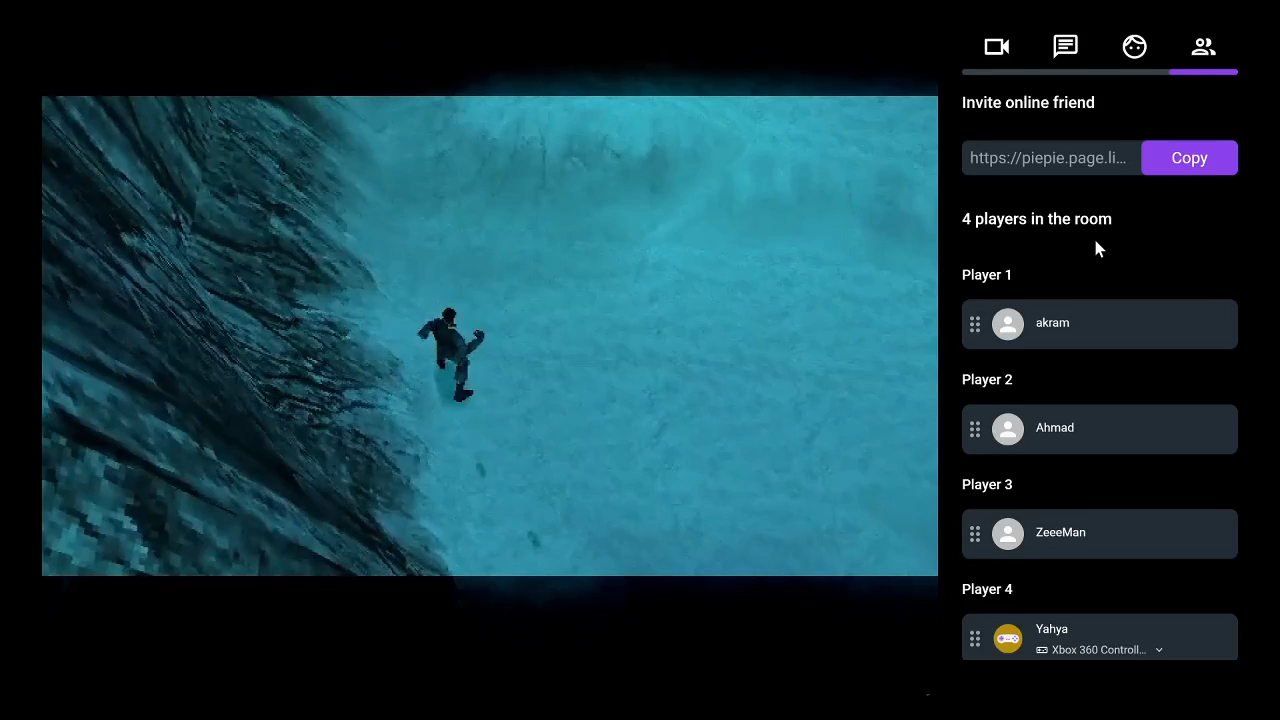 Invite online friend
https://piepie.page.li...
Copy
4 players in the room
Player 1
akram
Player 2
Ahmad
Player 3
ZeeeMan
Player 4
Yahya
Xbox 360 Controll...